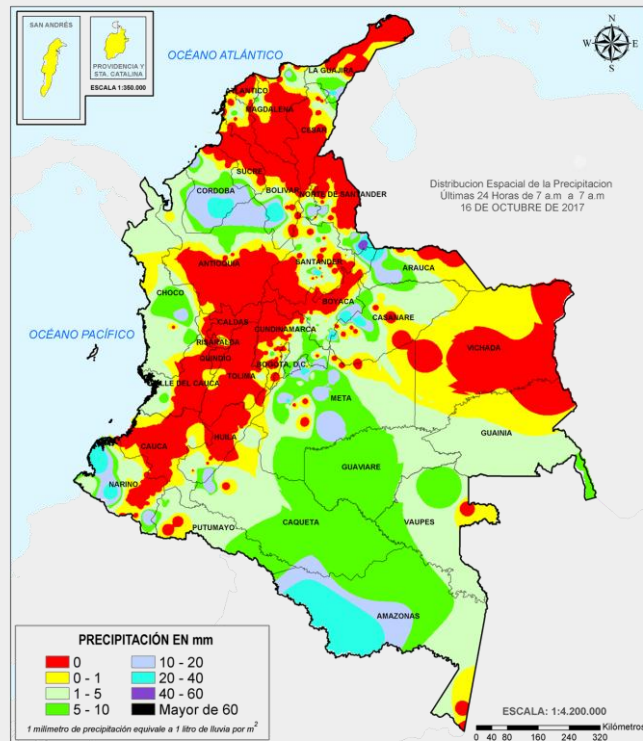 SAN ANDRÉS
PROVIDENCIA Y
STA. CATALINA
ESCALA 1:350.000
OCÉANO ATLÁNTICO
N
W E
S
LA GUAJIRA
ATLANTICO
MAGDALENA
CESAR
SUCRE
CORDOBA
BOLIVAR
NORTE DE SANTANDER
Distribucion Espacial de la Precipitacion
Últimas 24 Horas de 7 a.m a 7 a.m
16 DE OCTUBRE DE 2017
ANTIOQUIA
SANTANDER
ARAUCA
CHOCO
BOYACA
CASANARE
OCÉANO PACÍFICO
CALDAS
CUNDINAMARCA
VICHADA
RISARALDA
QUINDIO
BOGOTA, D.C.
TOLIMA
VALLE DEL CAUCA
META
GUAINIA
HUILA
CAUCA
GUAVIARE
NARIÑO
PUTUMAYO
CAQUETA
VAUPES
AMAZONAS
PRECIPITACIÓN EN mm
0 10 - 20
0 - 1 20 - 40
1 - 5 40 - 60
5 - 10 Mayor de 60
1 milimetro de precipitación equivale a 1 litro de lluvia por m²
ESCALA: 1:4.200.000
Kilómetros
0 40 80 160 240 320